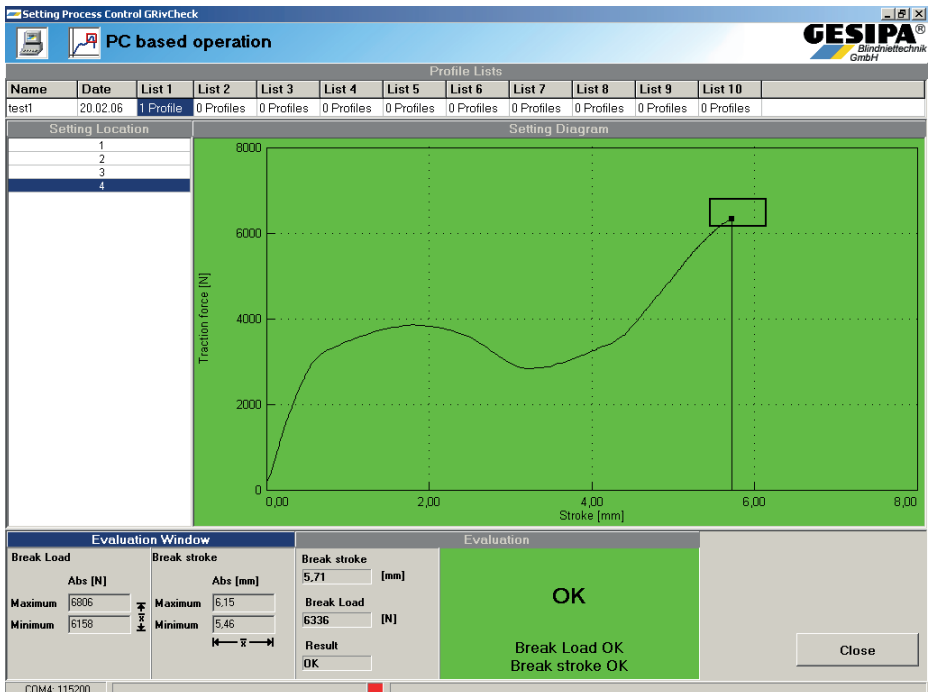 Setting Process Control GRivCheck
PC based operation
GESIPA®
Blindniettechnik
GmbH
Profile Lists
Name Date List 1 List 2 List 3 List 4 List 5 List 6 List 7 List 8 List 9 List 10
test1 20.02.06 1 Profile 0 Profiles 0 Profiles 0 Profiles 0 Profiles 0 Profiles 0 Profiles 0 Profiles 0 Profiles 0 Profiles
Setting Location
1
2
3
4
Setting Diagram
8000
6000
4000
2000
0
Traction force [N]
0,00 2,00 4,00 6,00 8,00
Stroke [mm]
Evaluation Window
Break Load
Abs [N]
Maximum 6806
Minimum 6158
x
Break stroke
Abs [mm]
Maximum 6,15
Minimum 5,46
x
Evaluation
Break stroke
5,71 [mm]
Break Load
6336 [N]
Result
OK
OK
Break Load OK
Break stroke OK
Close
COM4: 115200